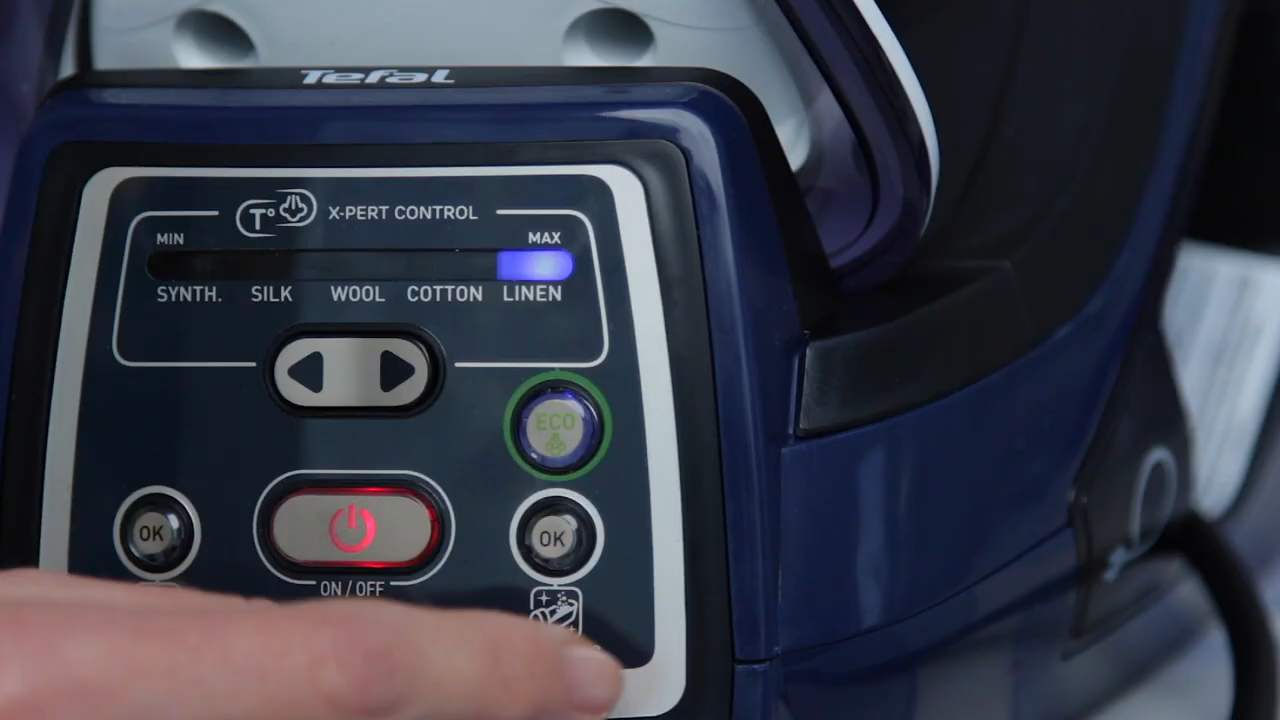 Tefal
T° X-PERT CONTROL
MIN MAX
SYNTH. SILK WOOL COTTON LINEN
ECO
OK OK
ON / OFF